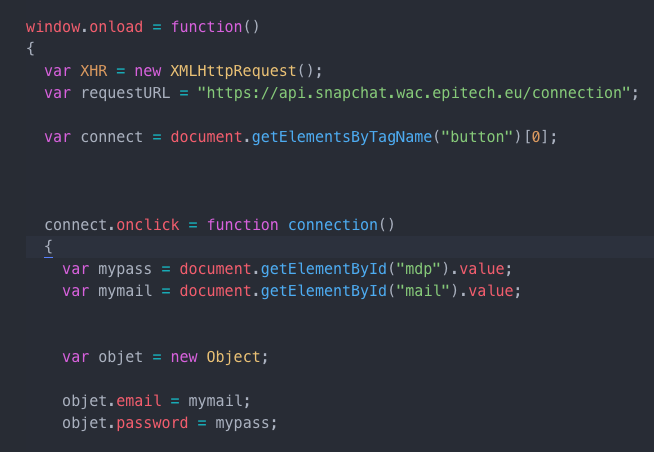 window.onload = function()
{
  var XHR = new XMLHttpRequest();
  var requestURL = "https://api.snapchat.wac.epitech.eu/connection";

  var connect = document.getElementsByTagName("button")[0];

  connect.onclick = function connection()
  {
    var mypass = document.getElementById("mdp").value;
    var mymail = document.getElementById("mail").value;

    var objet = new Object;

    objet.email = mymail;
    objet.password = mypass;